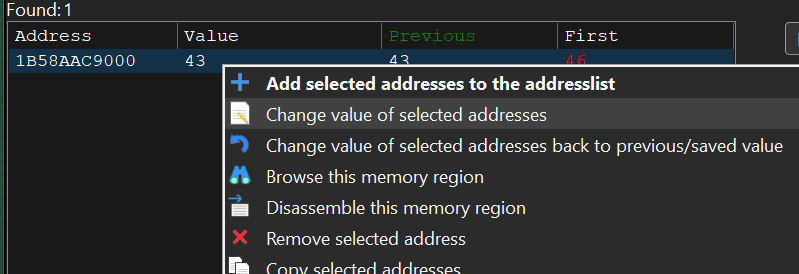 Found: 1
Address Value Previous First
1B58AAC9000 43 43 46
Add selected addresses to the addresslist
Change value of selected addresses
Change value of selected addresses back to previous/saved value
Browse this memory region
Disassemble this memory region
Remove selected address
Copy selected addresses